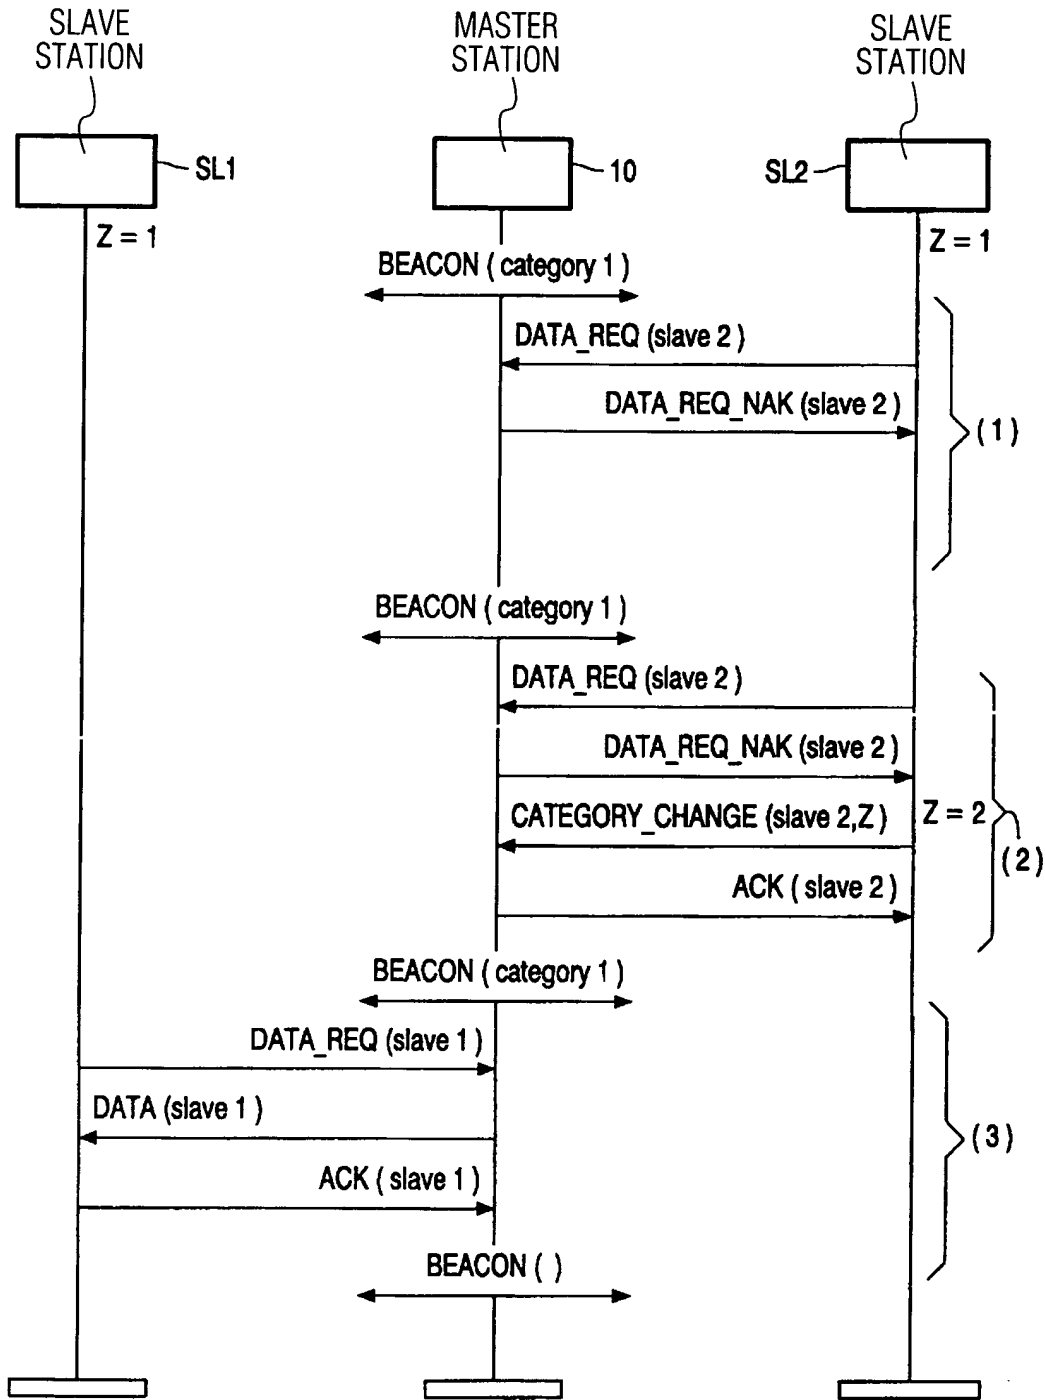 SLAVE
STATION
MASTER
STATION
SLAVE
STATION
SL1
10
SL2
Z = 1
Z = 1
BEACON ( category 1 )
DATA_REQ (slave 2 )
DATA_REQ_NAK (slave 2 )
( 1 )
BEACON ( category 1 )
DATA_REQ (slave 2 )
DATA_REQ_NAK (slave 2 )
CATEGORY_CHANGE (slave 2,Z )
Z = 2
( 2 )
ACK ( slave 2 )
BEACON ( category 1 )
DATA_REQ (slave 1 )
DATA (slave 1 )
( 3 )
ACK ( slave 1 )
BEACON ( )